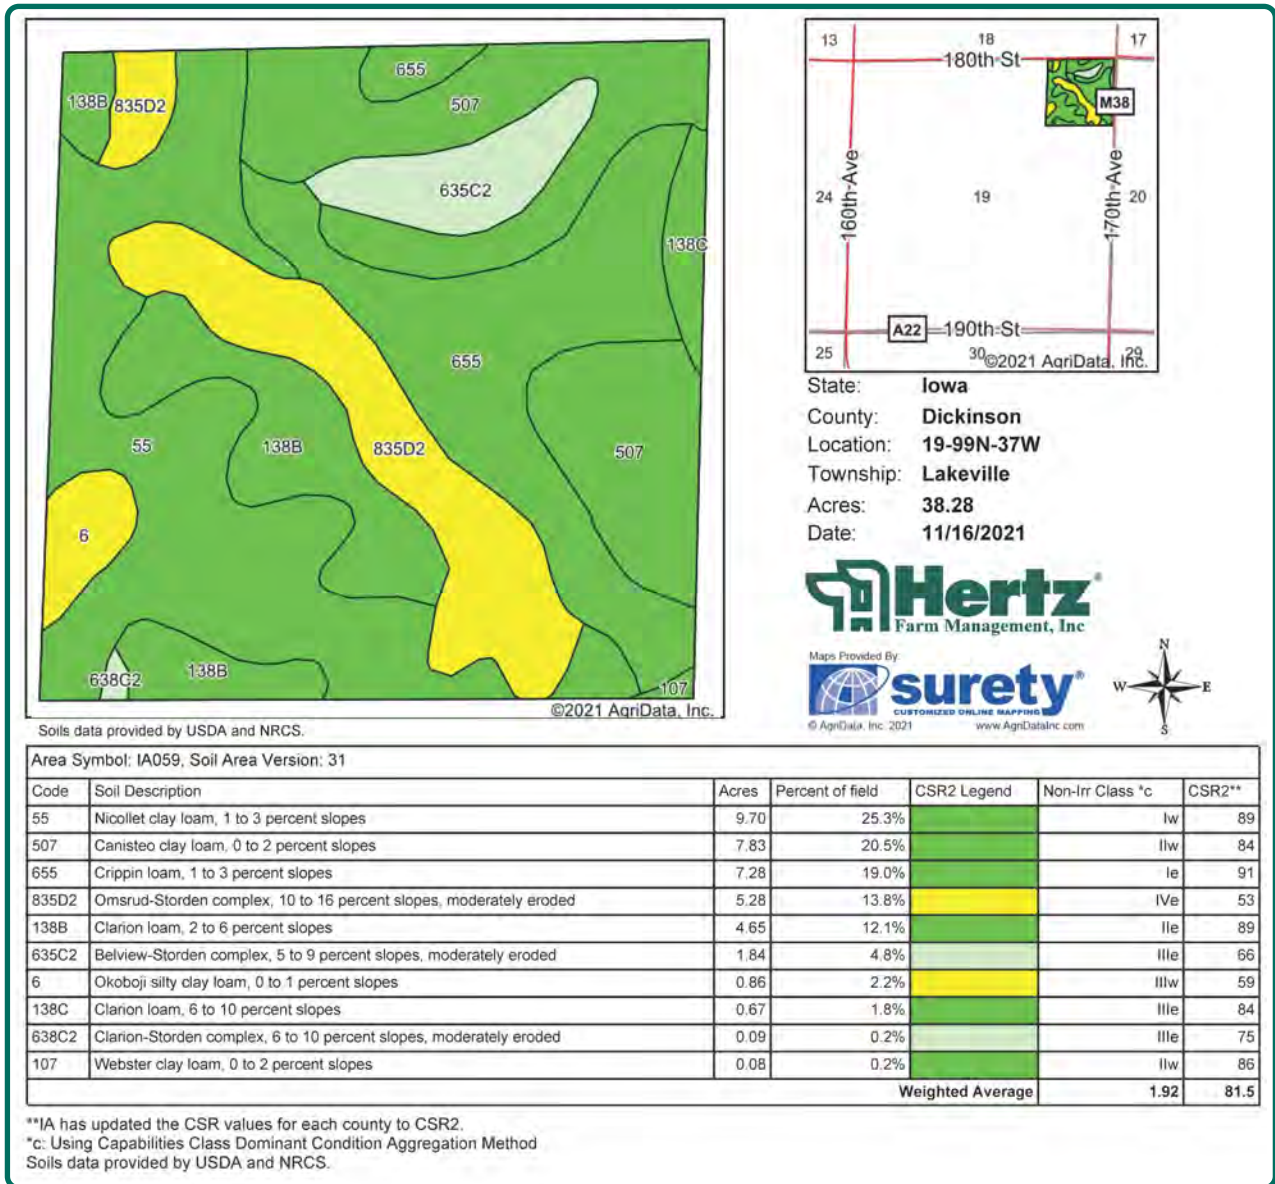 655
138B
835D2
507
635C2
138C
655
55
138B
835D2
507
6
638C2
138B
107
©2021 AgriData, Inc.
Soils data provided by USDA and NRCS.
13
18
17
180th St
M38
160th Ave
170th Ave
24
19
20
A22
190th St
25
30
29
©2021 AgriData, Inc.
State: Iowa
County: Dickinson
Location: 19-99N-37W
Township: Lakeville
Acres: 38.28
Date: 11/16/2021
Hertz®
Farm Management, Inc
Maps Provided By:
surety®
CUSTOMIZED ONLINE MAPPING
© AgriData, Inc. 2021 www.AgriDataInc.com
N
W E
S
Area Symbol: IA059, Soil Area Version: 31
Code Soil Description Acres Percent of field CSR2 Legend Non-Irr Class *c CSR2**
55 Nicollet clay loam, 1 to 3 percent slopes 9.70 25.3% Iw 89
507 Canisteo clay loam, 0 to 2 percent slopes 7.83 20.5% IIw 84
655 Crippin loam, 1 to 3 percent slopes 7.28 19.0% Ie 91
835D2 Omsrud-Storden complex, 10 to 16 percent slopes, moderately eroded 5.28 13.8% IVe 53
138B Clarion loam, 2 to 6 percent slopes 4.65 12.1% IIe 89
635C2 Belview-Storden complex, 5 to 9 percent slopes, moderately eroded 1.84 4.8% IIIe 66
6 Okoboji silty clay loam, 0 to 1 percent slopes 0.86 2.2% IIIw 59
138C Clarion loam, 6 to 10 percent slopes 0.67 1.8% IIIe 84
638C2 Clarion-Storden complex, 6 to 10 percent slopes, moderately eroded 0.09 0.2% IIIe 75
107 Webster clay loam, 0 to 2 percent slopes 0.08 0.2% IIw 86
Weighted Average 1.92 81.5
**IA has updated the CSR values for each county to CSR2.
*c: Using Capabilities Class Dominant Condition Aggregation Method
Soils data provided by USDA and NRCS.